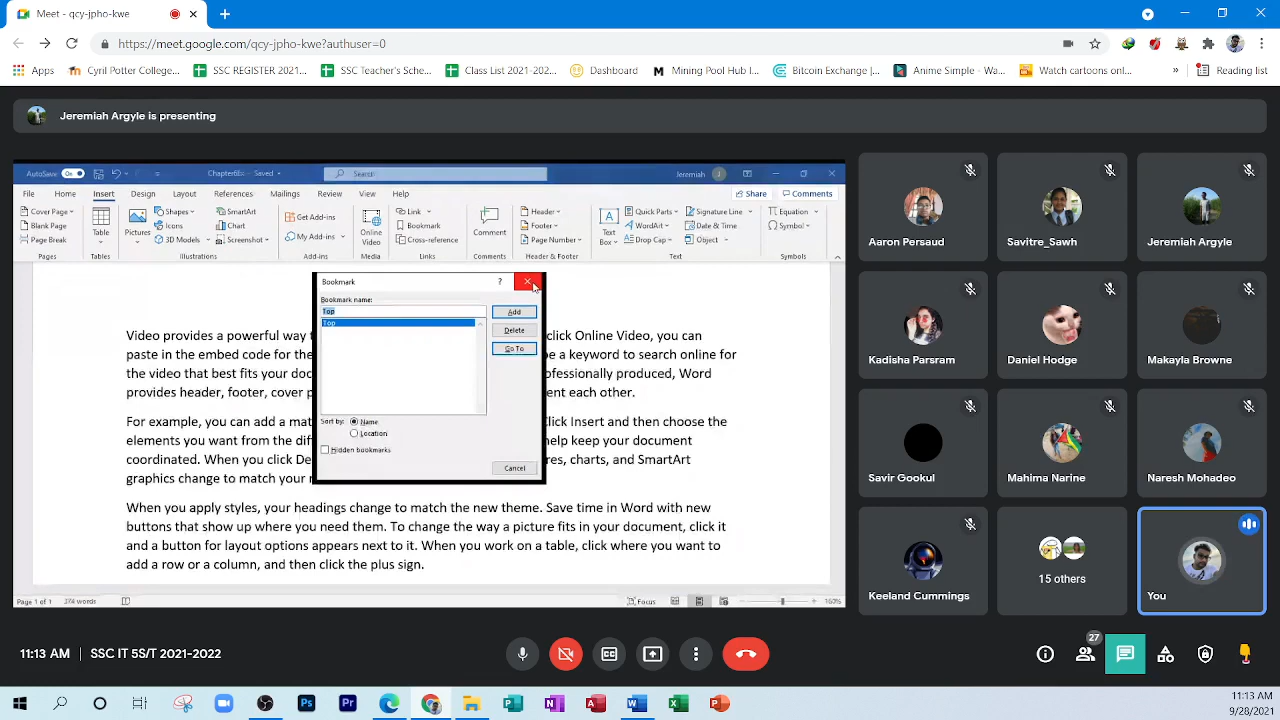 Meet - qcy-jpho-kwe
https://meet.google.com/qcy-jpho-kwe?authuser=0
Apps
Cyril Potter College...
SSC REGISTER 2021...
SSC Teacher's Sche...
Class List 2021-202...
Dashboard
Mining Pool Hub |...
Bitcoin Exchange |...
Anime Simple - Wa...
Watch cartoons onl...
»
Reading list
Jeremiah Argyle is presenting
AutoSave On
Saved
Search
Jeremiah J
File Home Insert Draw Design Layout References Mailings Review View Help
Share Comments
Cover Page
Blank Page
Page Break
Pages
Table
Tables
Pictures
Shapes
Icons
3D Models
SmartArt
Chart
Screenshot
Illustrations
Get Add-ins
My Add-ins
Add-ins
Online
Video
Media
Link
Bookmark
Cross-reference
Links
Comment
Comments
Header
Footer
Page Number
Header & Footer
Text
Box
Quick Parts
WordArt
Drop Cap
Signature Line
Date & Time
Object
Text
Equation
Symbol
Symbols
Bookmark ?
Bookmark name:
Top
Top
Add
Delete
Go To
Sort by: Name
Location
Hidden bookmarks
Cancel
Video provides a powerful way click Online Video, you can
paste in the embed code for the be a keyword to search online for
the video that best fits your doc ofessionally produced, Word
provides header, footer, cover p ent each other.
For example, you can add a mat lick Insert and then choose the
elements you want from the diff help keep your document
coordinated. When you click De res, charts, and SmartArt
graphics change to match your
When you apply styles, your headings change to match the new theme. Save time in Word with new
buttons that show up where you need them. To change the way a picture fits in your document, click it
and a button for layout options appears next to it. When you work on a table, click where you want to
add a row or a column, and then click the plus sign.
Page 1 of 1
words
Focus
160%
Aaron Persaud
Savitre_Sawh
Jeremiah Argyle
Kadisha Parsram
Daniel Hodge
Makayla Browne
Savir Gookul
Mahima Narine
Naresh Mohadeo
Keeland Cummings
15 others
You
11:13 AM | SSC IT 5S/T 2021-2022
27
11:13 AM
9/28/2021